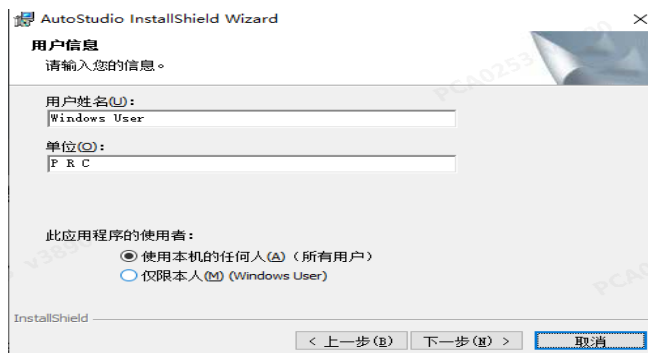 AutoStudio InstallShield Wizard
用户信息
请输入您的信息。
用户姓名(U):
Windows User
单位(O):
P R C
此应用程序的使用者:
使用本机的任何人(A) (所有用户)
仅限本人(M) (Windows User)
InstallShield
< 上一步(B)
下一步(N) >
取消
PCA0253